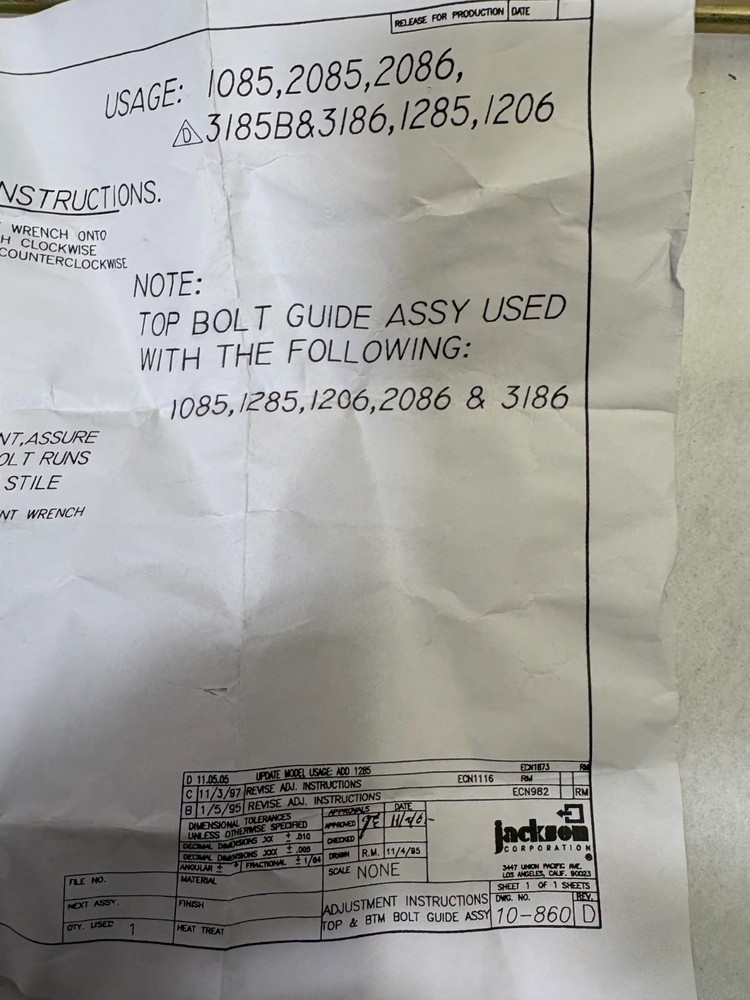 RELEASE FOR PRODUCTION DATE
USAGE: 1085,2085,2086,
D 3185B&3186,1285,1206
NSTRUCTIONS.
WRENCH ONTO
H CLOCKWISE
COUNTERCLOCKWISE
NOTE:
TOP BOLT GUIDE ASSY USED
WITH THE FOLLOWING:
1085,1285,1206,2086 & 3186
NT,ASSURE
OLT RUNS
STILE
NT WRENCH
D 11.05.05 UPDATE MODEL USAGE: ADD 1285 ECN1873 RM
C 11/3/97 REVISE ADJ. INSTRUCTIONS ECN1116 RM
B 1/5/95 REVISE ADJ. INSTRUCTIONS ECN982 RM
DIMENSIONAL TOLERANCES
UNLESS OTHERWISE SPECIFIED
DECIMAL DIMENSIONS XX ± .010
DECIMAL DIMENSIONS XXX ± .005
ANGULAR ± ° FRACTIONAL ± 1/64
APPROVALS DATE
APPROVED
CHECKED
DRAWN R.M. 11/4/85
SCALE NONE
jackson
CORPORATION
®
3447 UNION PACIFIC AVE.
LOS ANGELES, CALIF. 90023
FILE NO.
MATERIAL
SHEET 1 OF 1 SHEETS
NEXT ASSY.
FINISH
ADJUSTMENT INSTRUCTIONS
TOP & BTM BOLT GUIDE ASSY
DWG. NO. REV.
10-860 D
QTY. USED 1
HEAT TREAT